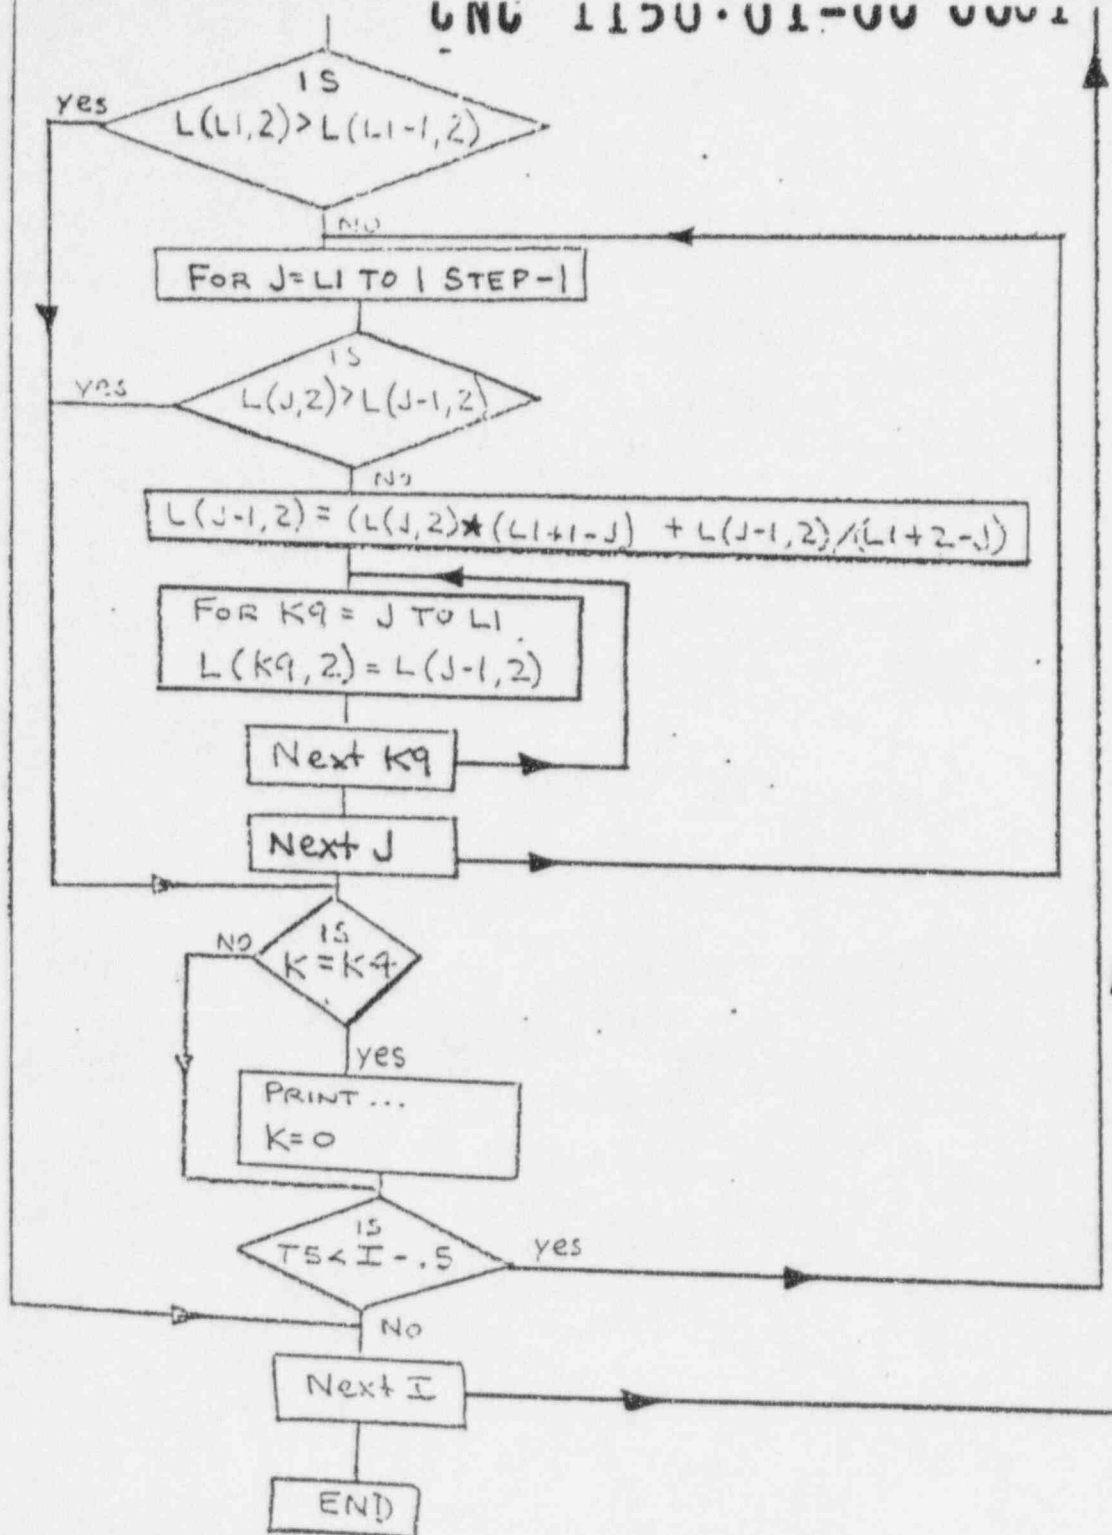 IS
yes
L(L1,2)>L(L1-1,2)
NO
FOR J=L1 TO 1 STEP-1
IS
yes
L(J,2)>L(J-1,2)
NO
L(J-1,2)=(L(J,2)*(L1+1-J) + L(J-1,2)/(L1+2-J)
FOR K9 = J TO L1
L(K9,2)=L(J-1,2)
Next K9
Next J
IS
NO
K=K4
yes
PRINT...
K=0
IS
T5<I-.5
yes
NO
Next I
END